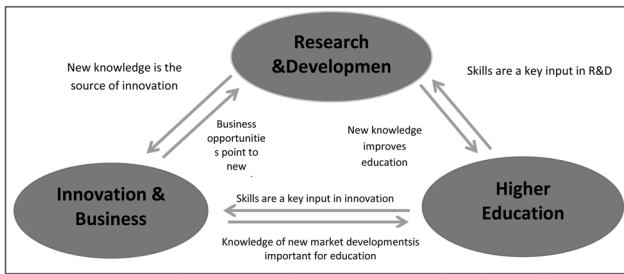 Research
&Developmen
New knowledge is the
source of innovation
Skills are a key input in R&D
Business
opportunitie
s point to
new
New knowledge
improves
education
Innovation &
Business
Skills are a key input in innovation
Higher
Education
Knowledge of new market developmentsis
important for education